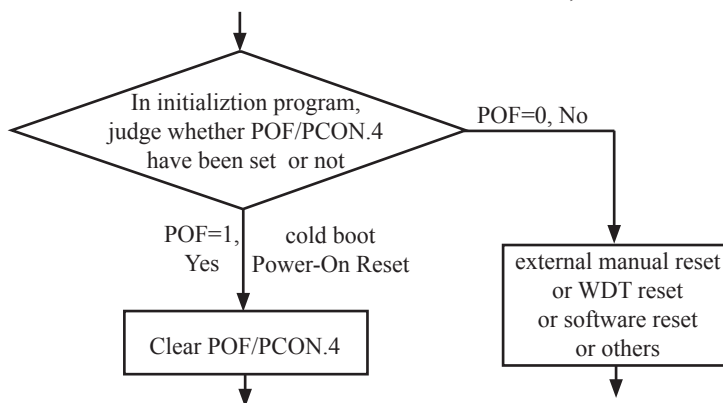 In initializtion program,
judge whether POF/PCON.4
have been set or not
POF=0, No
POF=1,
Yes
cold boot
Power-On Reset
Clear POF/PCON.4
external manual reset
or WDT reset
or software reset
or others